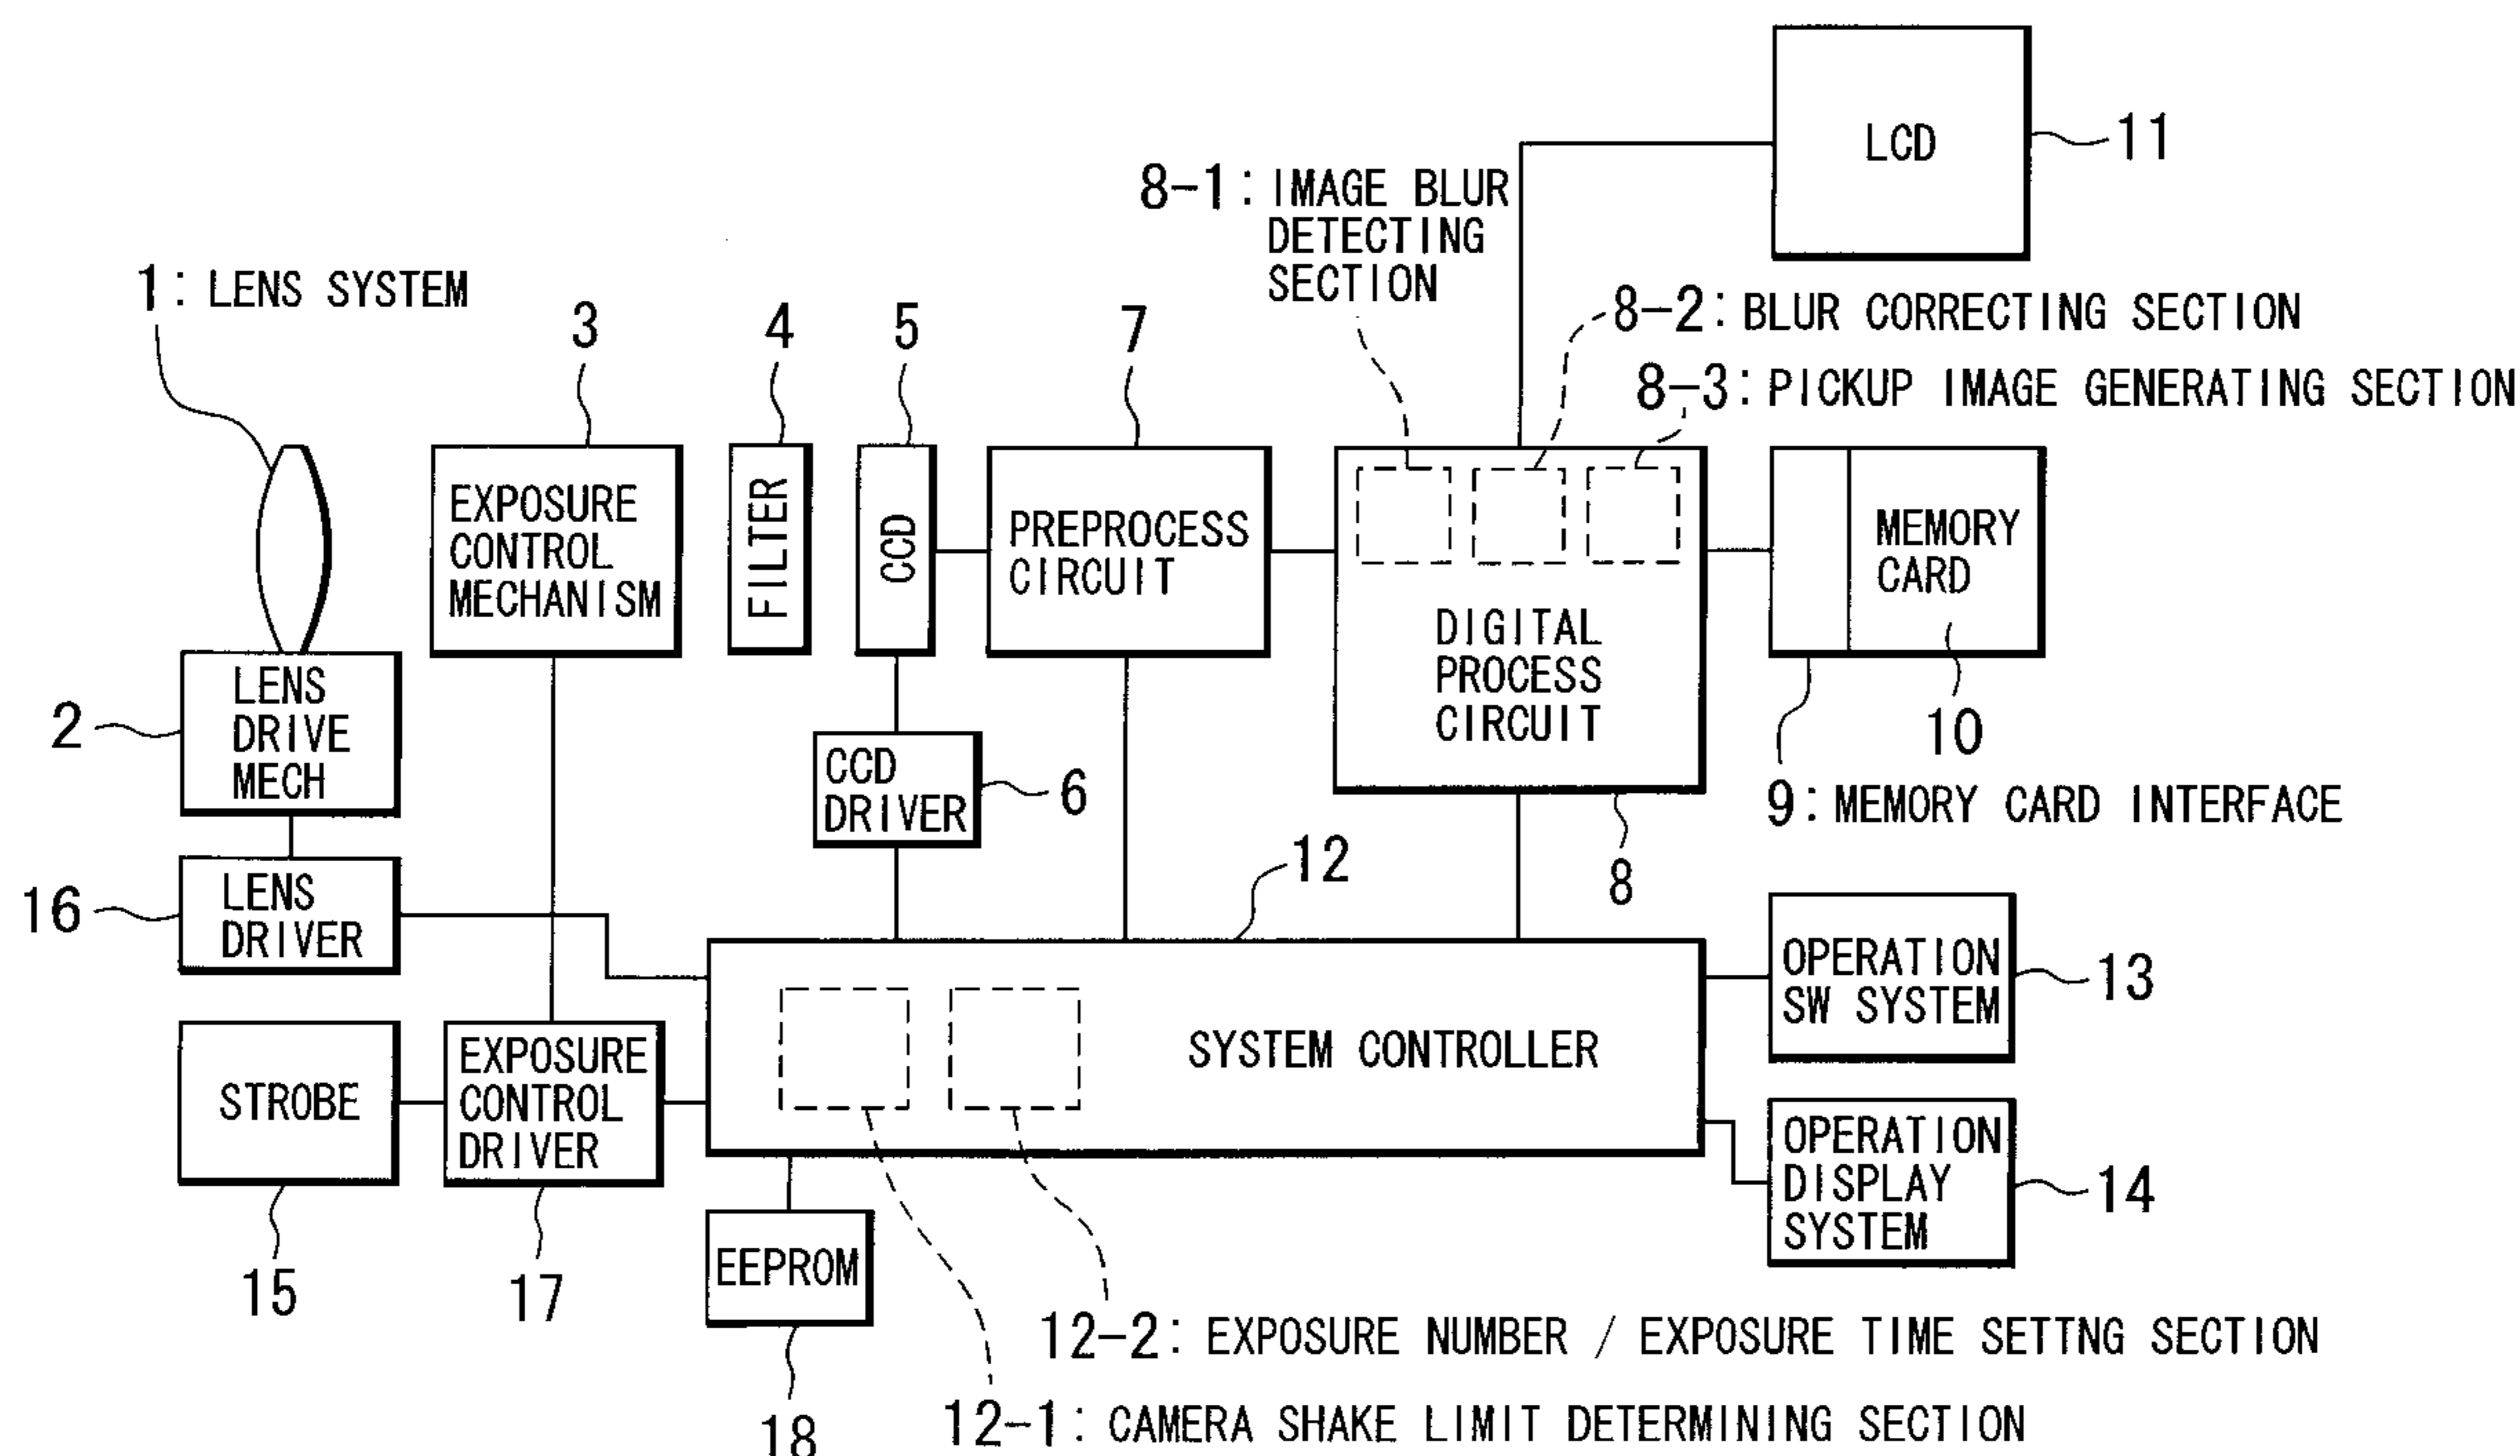 LCD
11
8-1: IMAGE BLUR
DETECTING
SECTION
1: LENS SYSTEM
3
4
5
7
8-2: BLUR CORRECTING SECTION
8-3: PICKUP IMAGE GENERATING SECTION
EXPOSURE
CONTROL
MECHANISM
FILTER
CCD
PREPROCESS
CIRCUIT
MEMORY
CARD
DIGITAL
PROCESS
CIRCUIT
2
LENS
DRIVE
MECH
10
CCD
DRIVER
6
9: MEMORY CARD INTERFACE
12
8
16
LENS
DRIVER
OPERATION
SW SYSTEM
13
SYSTEM CONTROLLER
STROBE
EXPOSURE
CONTROL
DRIVER
OPERATION
DISPLAY
SYSTEM
14
15
17
EEPROM
12-2: EXPOSURE NUMBER / EXPOSURE TIME SETTNG SECTION
18
12-1: CAMERA SHAKE LIMIT DETERMINING SECTION